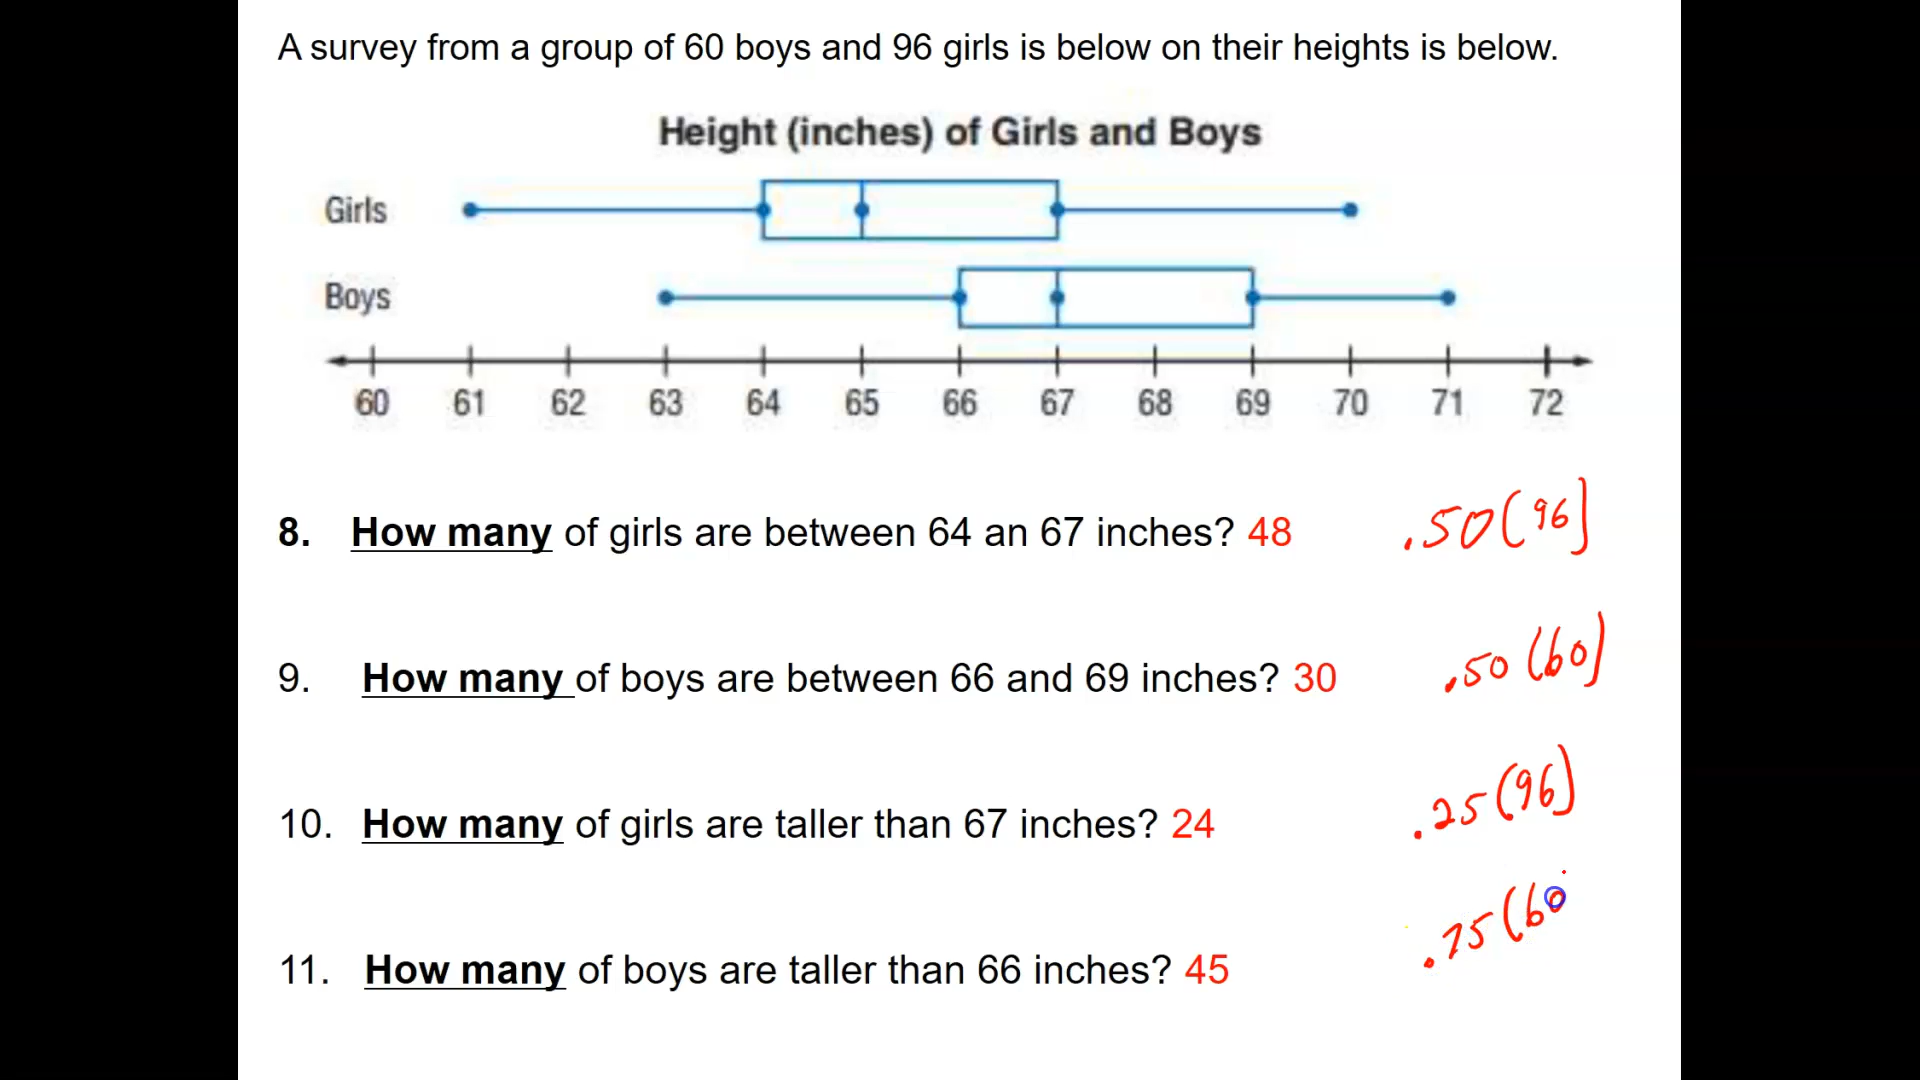 A survey from a group of 60 boys and 96 girls is below on their heights is below.
Height (inches) of Girls and Boys
Girls
Boys
60 61 62 63 64 65 66 67 68 69 70 71 72
8. How many of girls are between 64 an 67 inches? 48 .50(96)
9. How many of boys are between 66 and 69 inches? 30 .50(60)
10. How many of girls are taller than 67 inches? 24 .25(96)
11. How many of boys are taller than 66 inches? 45 .75(60